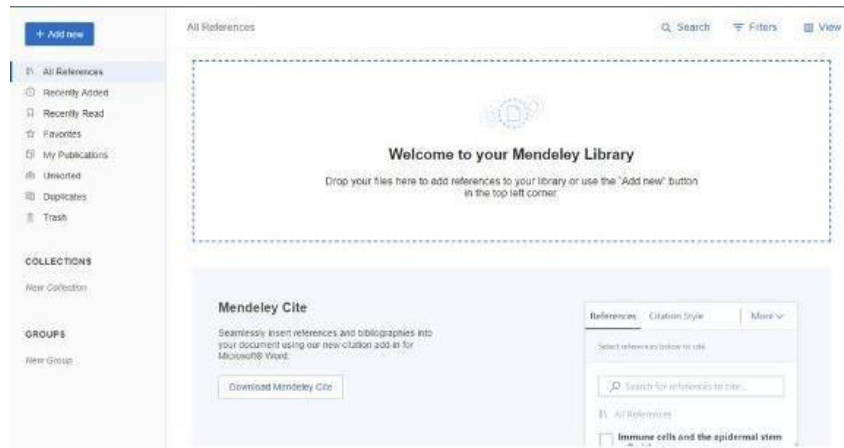 + Add new
All References
Search
Filters
View
All References
Recently Added
Recently Read
Favorites
My Publications
Unsorted
Duplicates
Trash
COLLECTIONS
New Collection
GROUPS
New Group
Welcome to your Mendeley Library
Drop your files here to add references to your library or use the "Add new" button
in the top left corner
Mendeley Cite
Seamlessly insert references and bibliographies into
your document using our new citation add-in for
Microsoft® Word.
Download Mendeley Cite
References
Citation Style
More
Select references below to cite.
Search for references to cite...
All References
Immune cells and the epidermal stem